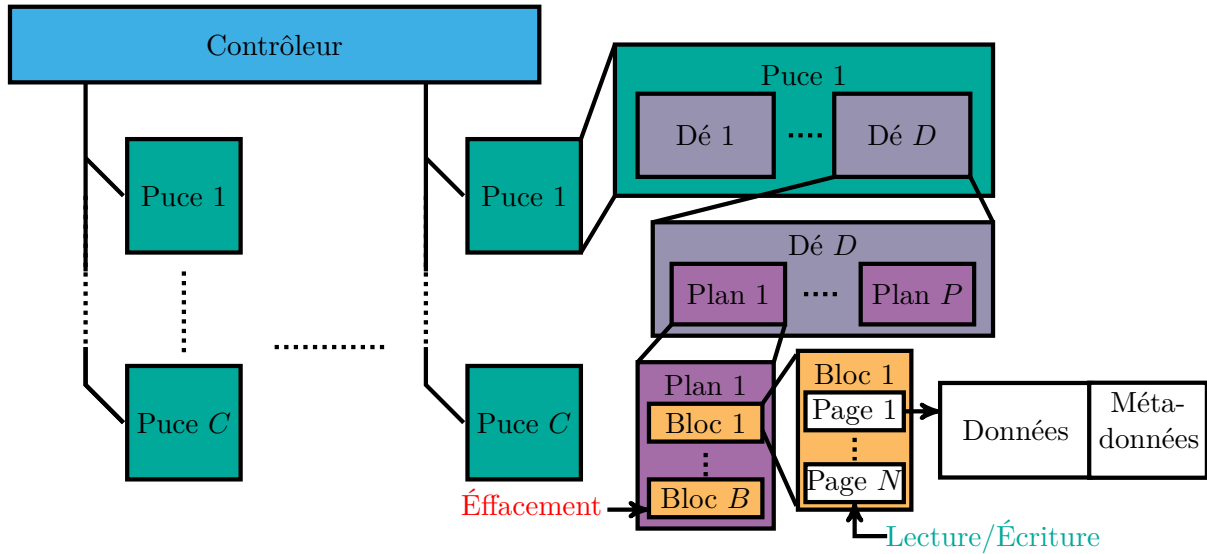 Contrôleur
Puce 1
Dé 1
Dé D
Puce 1
Puce 1
Dé D
Plan 1
Plan P
Plan 1
Bloc 1
Bloc B
Bloc 1
Page 1
Page N
Données
Méta-
données
Puce C
Puce C
Éffacement
Lecture/Écriture